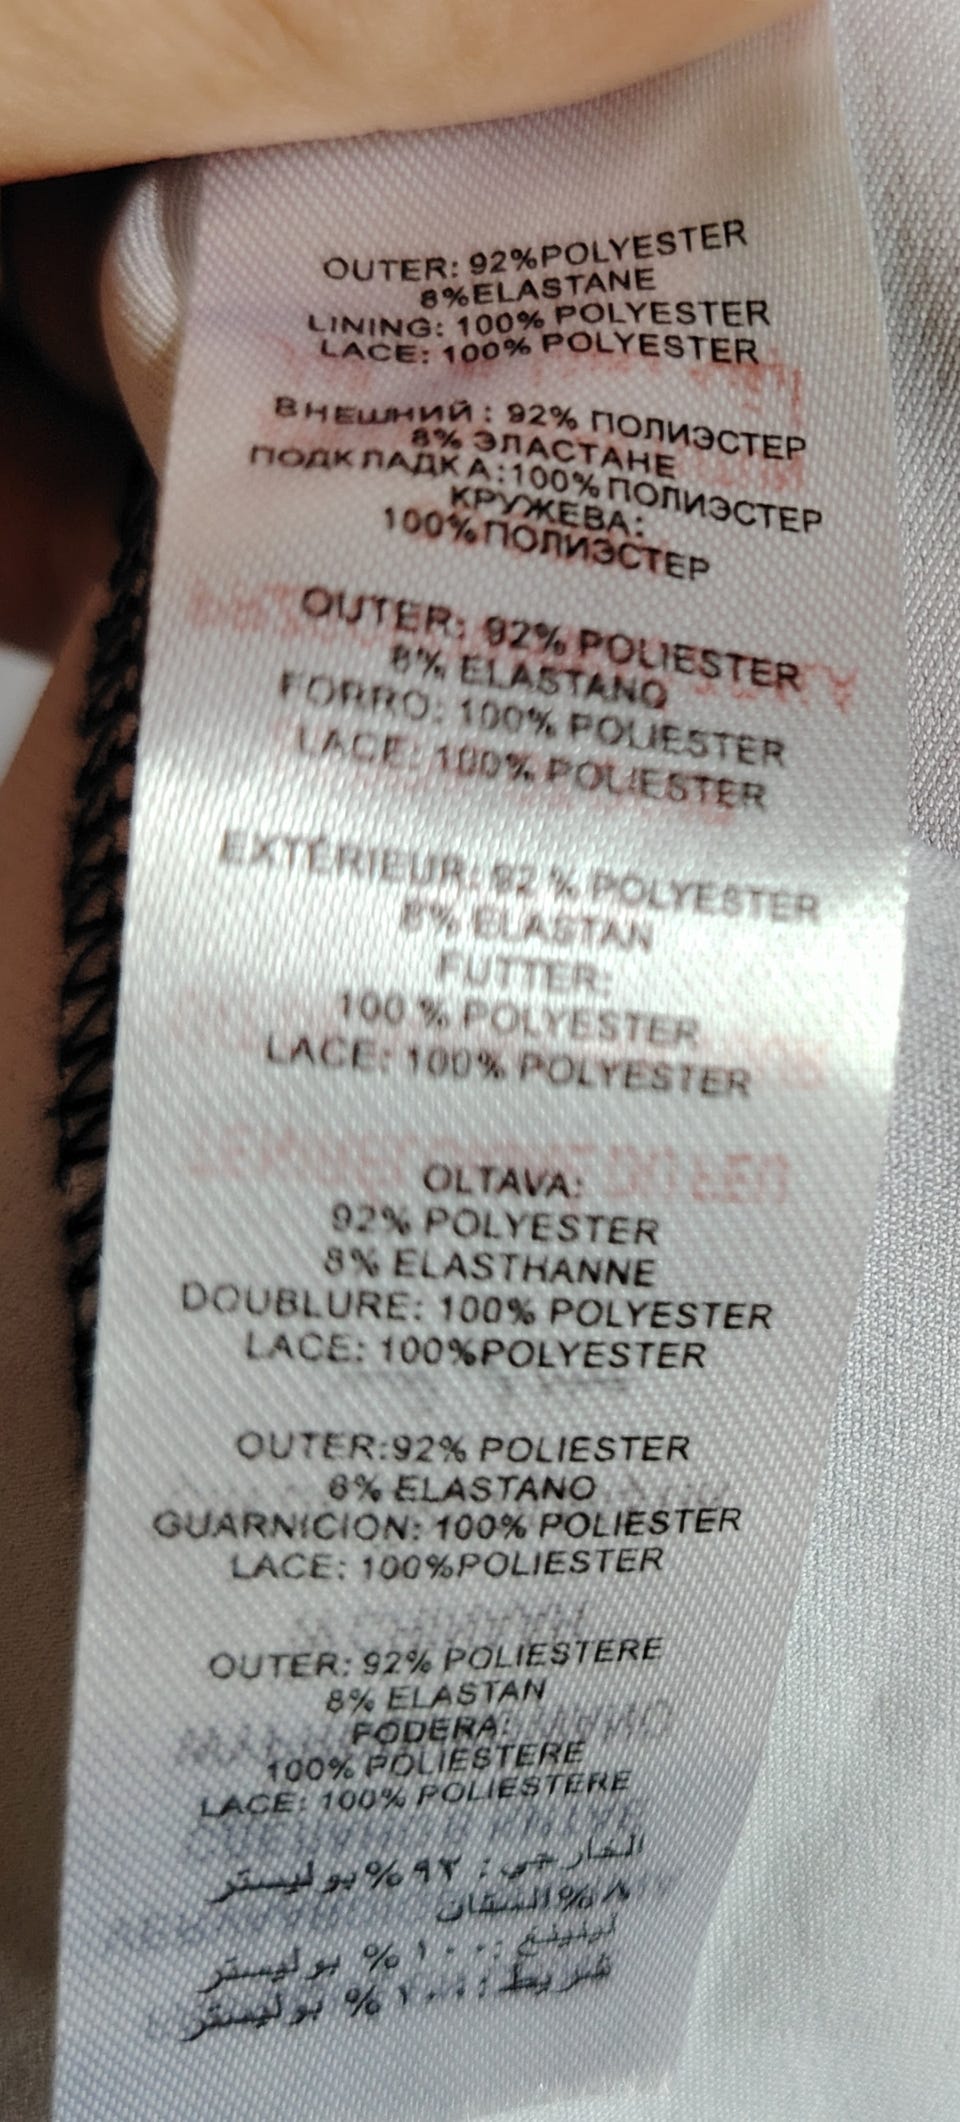 OUTER: 92%POLYESTER
8%ELASTANE
LINING: 100% POLYESTER
LACE: 100% POLYESTER
ВНЕШНИЙ: 92% ПОЛИЭСТЕР
8% ЭЛАСТАНЕ
ПОДКЛАДКА:100%ПОЛИЭСТЕР
КРУЖЕВА:
100%ПОЛИЭСТЕР
OUTER: 92% POLIESTER
8% ELASTANO
FORRO: 100% POLIESTER
LACE: 100% POLIESTER
EXTÉRIEUR: 92 % POLYESTER
8% ELASTAN
FUTTER:
100 % POLYESTER
LACE: 100% POLYESTER
OLTAVA:
92% POLYESTER
8% ELASTHANNE
DOUBLURE: 100% POLYESTER
LACE: 100%POLYESTER
OUTER:92% POLIESTER
8% ELASTANO
GUARNICION: 100% POLIESTER
LACE: 100%POLIESTER
OUTER: 92% POLIESTERE
8% ELASTAN
FODERA:
100% POLIESTERE
LACE: 100% POLIESTERE
الخارجي: ٩٢ % بوليستر
٨ %
لينينغ : ١٠٠ % بوليستر
شريط : ١٠٠ % بوليستر